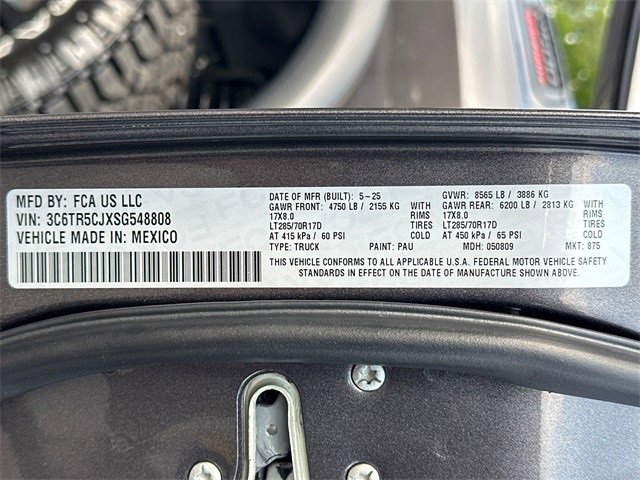 MFD BY: FCA US LLC
VIN: 3C6TR5CJXSG548808
VEHICLE MADE IN: MEXICO
DATE OF MFR (BUILT): 5-25 GVWR: 8565 LB / 3886 KG
GAWR FRONT: 4750 LB / 2155 KG GAWR REAR: 6200 LB / 2813 KG
17X8.0 RIMS 17X8.0 RIMS
LT285/70R17D TIRES LT285/70R17D TIRES
AT 415 kPa / 60 PSI COLD AT 450 kPa / 65 PSI COLD
TYPE: TRUCK PAINT: PAU MDH: 050809 MKT: 875
THIS VEHICLE CONFORMS TO ALL APPLICABLE U.S.A. FEDERAL MOTOR VEHICLE SAFETY
STANDARDS IN EFFECT ON THE DATE OF MANUFACTURE SHOWN ABOVE.